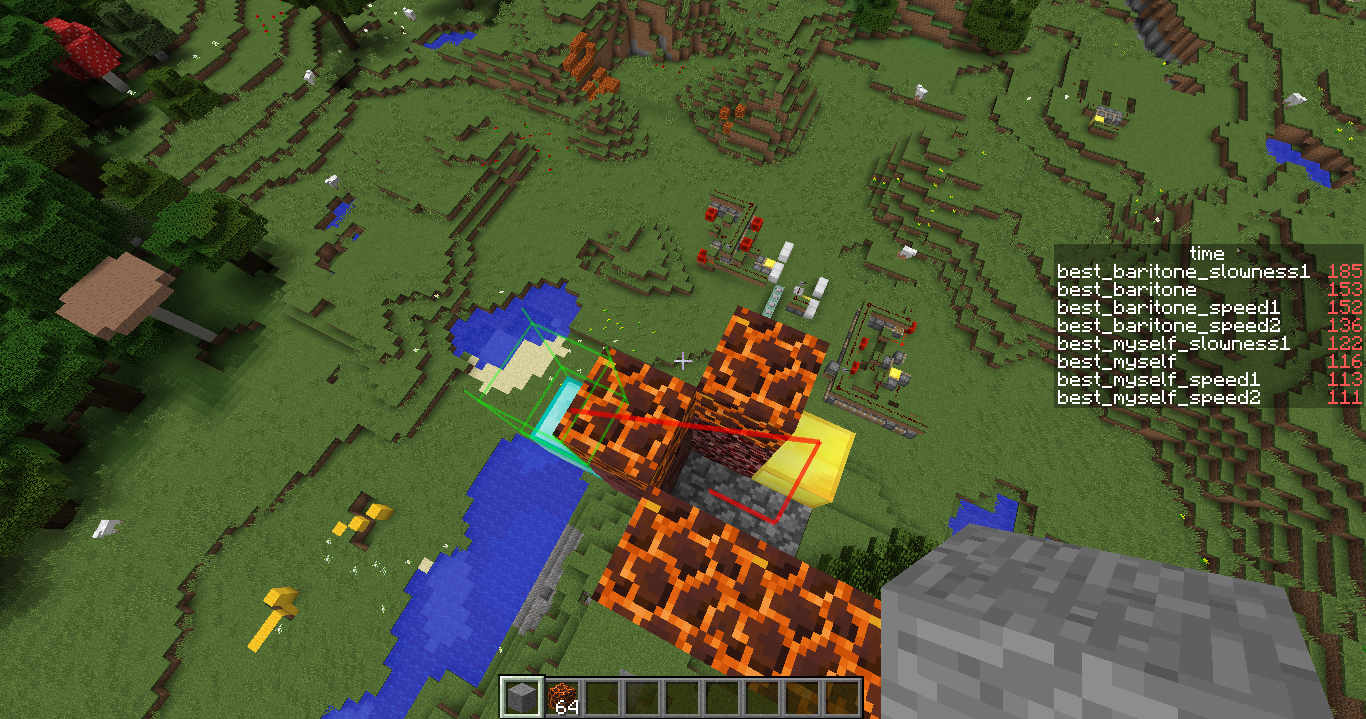 time
best_baritone_slowness1 185
best_baritone 153
best_baritone_speed1 152
best_baritone_speed2 136
best_myself_slowness1 122
best_myself 116
best_myself_speed1 113
best_myself_speed2 111
64